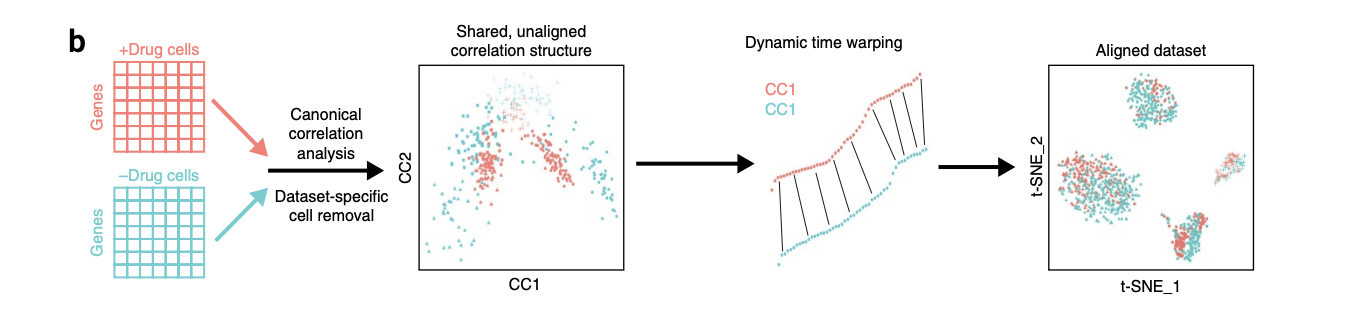 b
+Drug cells
Genes
–Drug cells
Genes
Canonical
correlation
analysis
Dataset-specific
cell removal
Shared, unaligned
correlation structure
CC2
CC1
Dynamic time warping
CC1
CC1
Aligned dataset
t-SNE_2
t-SNE_1